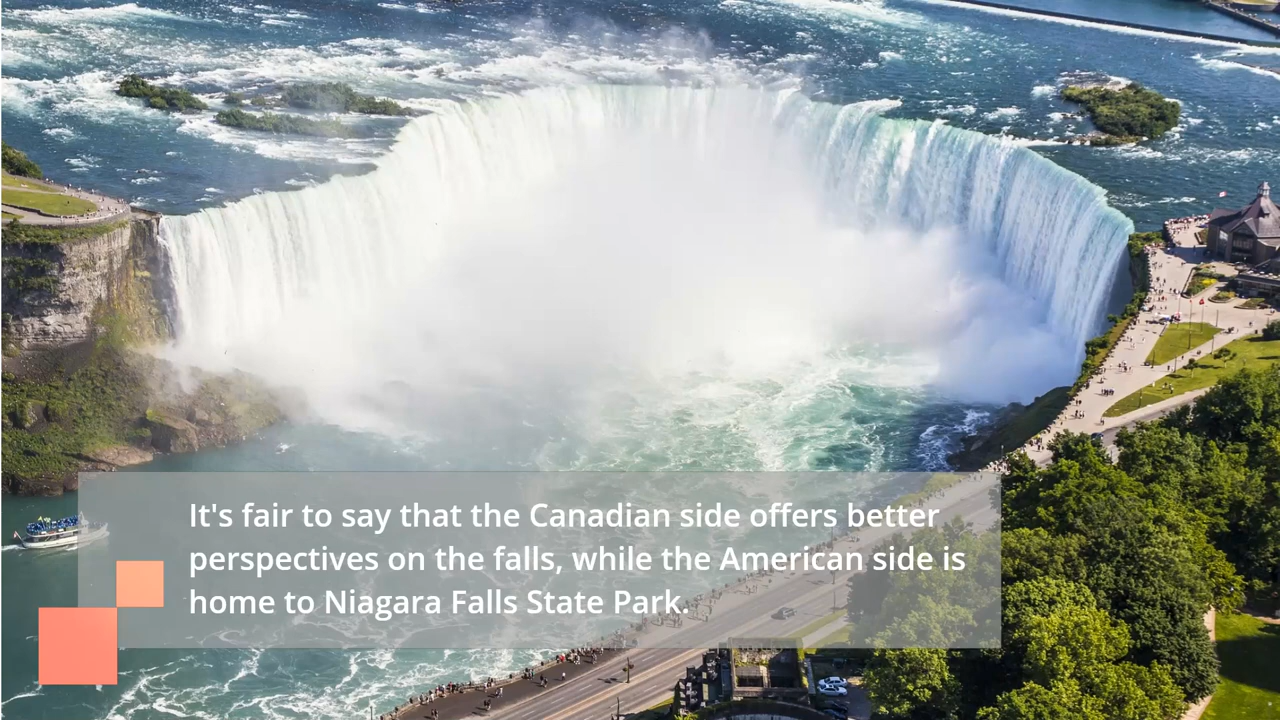 It's fair to say that the Canadian side offers better
perspectives on the falls, while the American side is
home to Niagara Falls State Park.